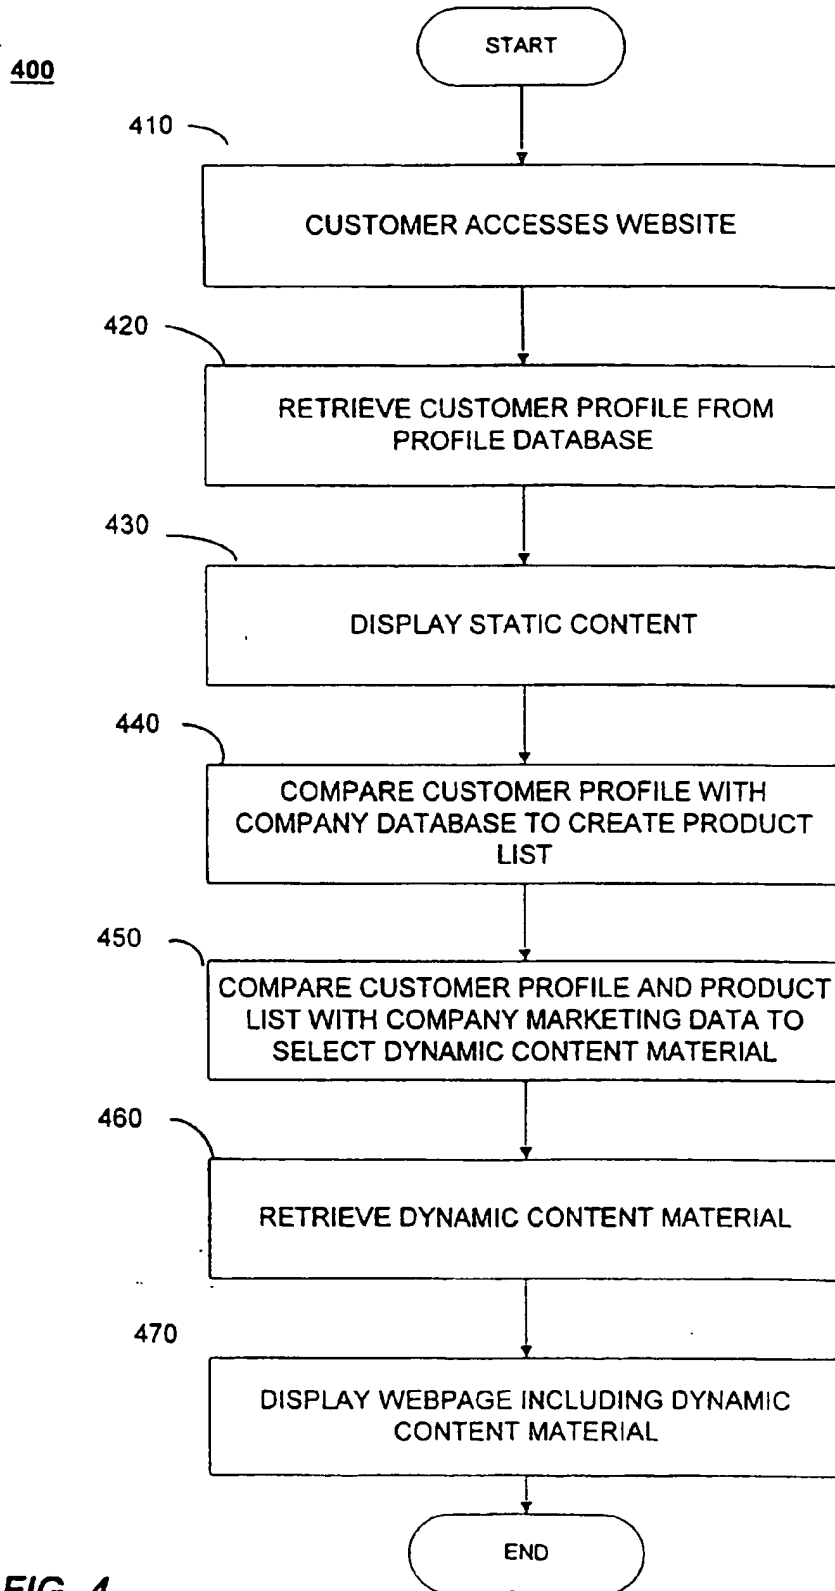 START
400
410
CUSTOMER ACCESSES WEBSITE
420
RETRIEVE CUSTOMER PROFILE FROM
PROFILE DATABASE
430
DISPLAY STATIC CONTENT
440
COMPARE CUSTOMER PROFILE WITH
COMPANY DATABASE TO CREATE PRODUCT
LIST
450
COMPARE CUSTOMER PROFILE AND PRODUCT
LIST WITH COMPANY MARKETING DATA TO
SELECT DYNAMIC CONTENT MATERIAL
460
RETRIEVE DYNAMIC CONTENT MATERIAL
470
DISPLAY WEBPAGE INCLUDING DYNAMIC
CONTENT MATERIAL
END
FIG. 4